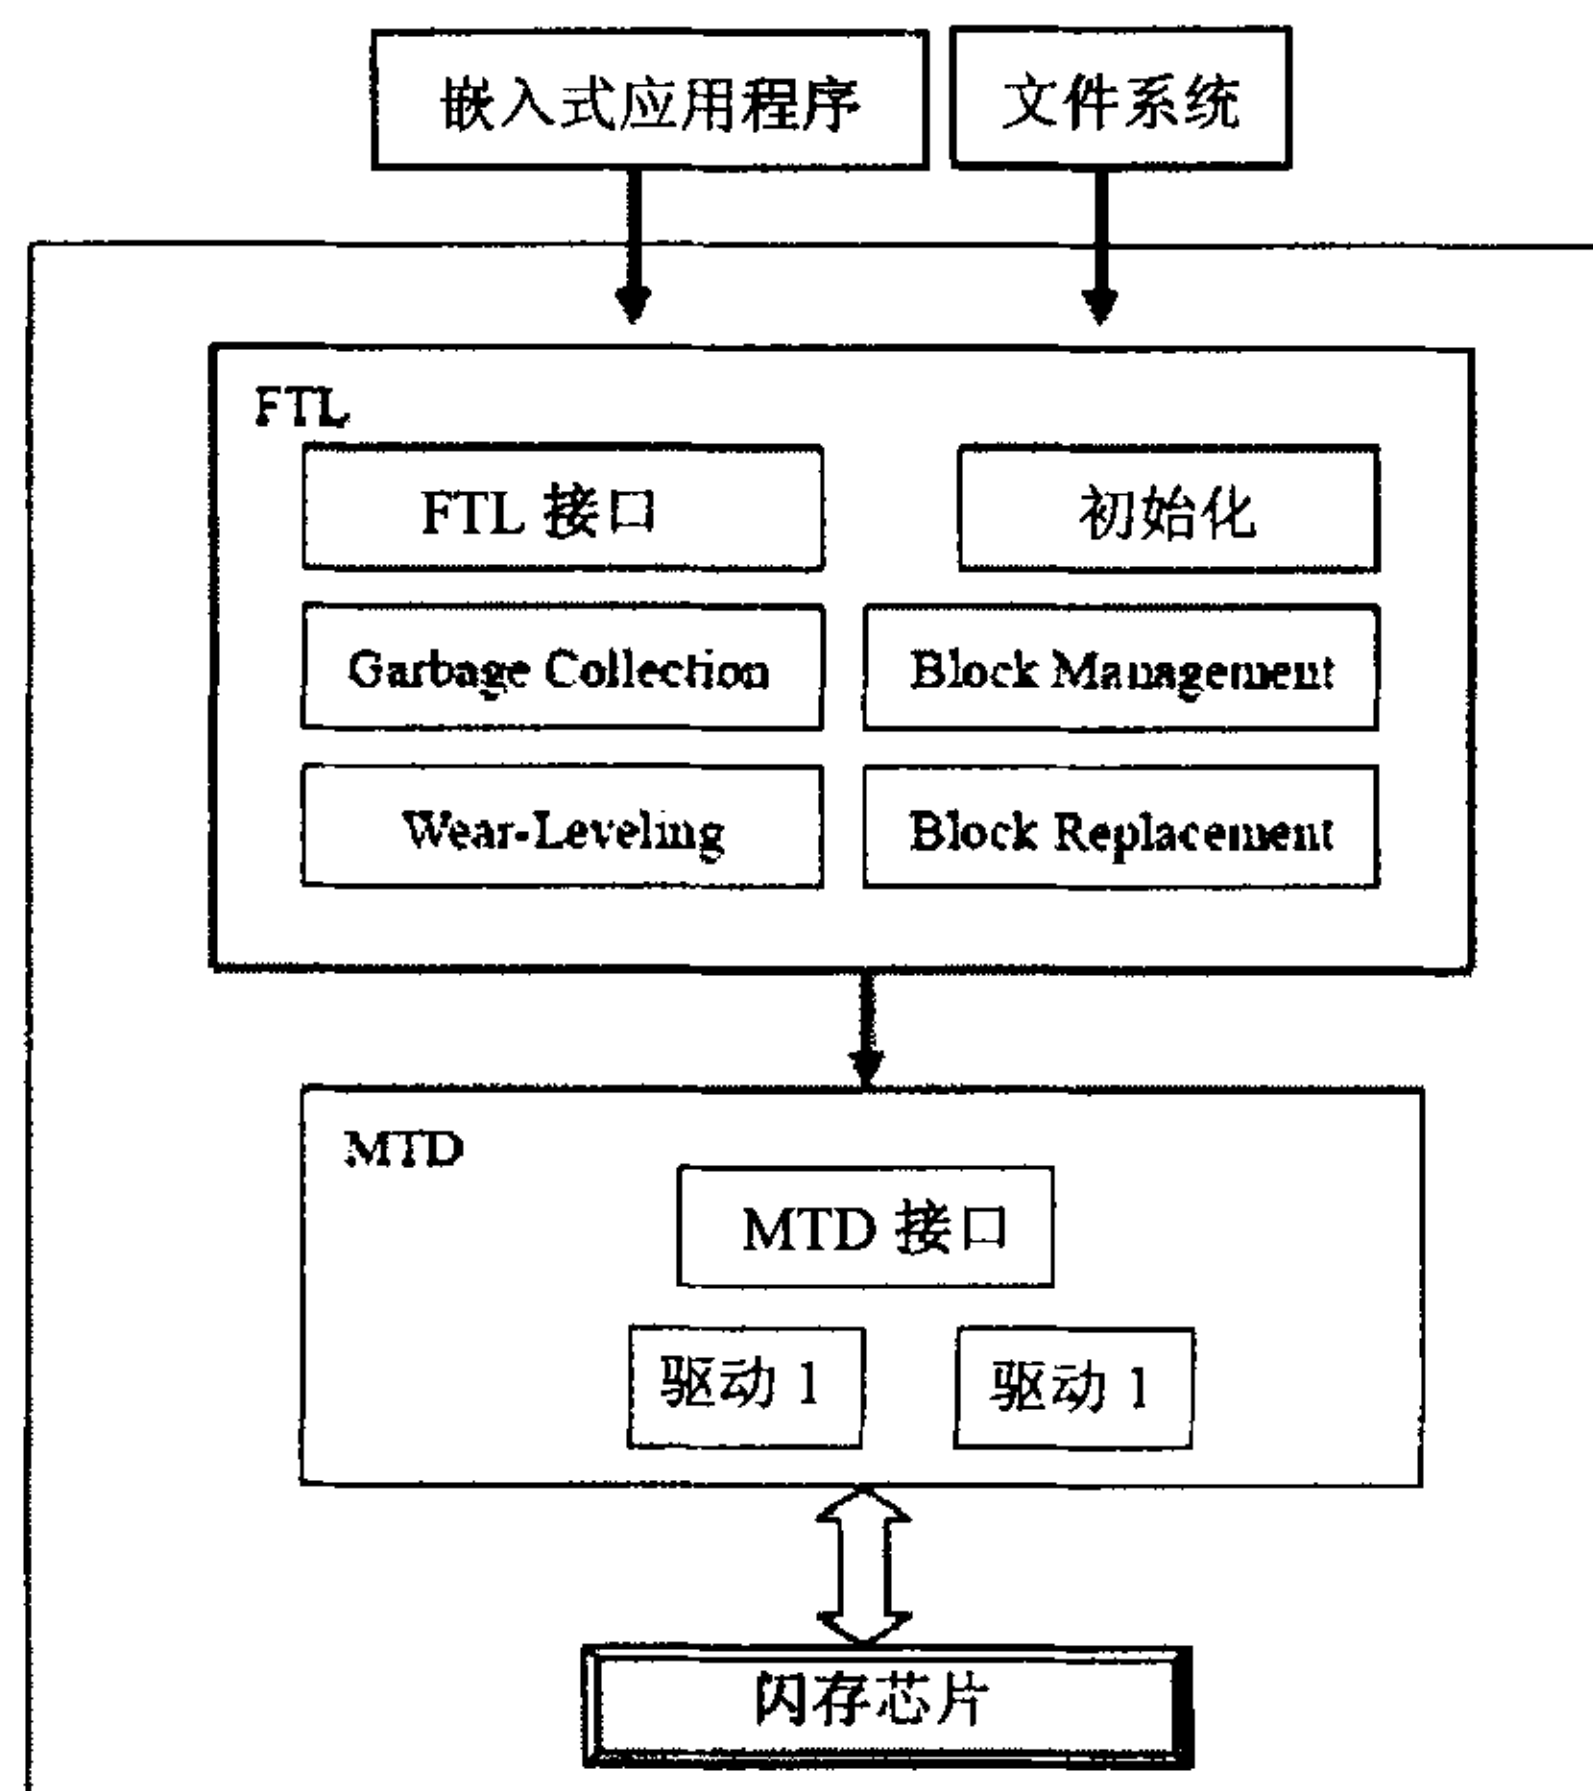 嵌入式应用程序
文件系统
FTL
FTL 接口
初始化
Garbage Collection
Block Management
Wear-Leveling
Block Replacement
MTD
MTD 接口
驱动 1
驱动 1
闪存芯片